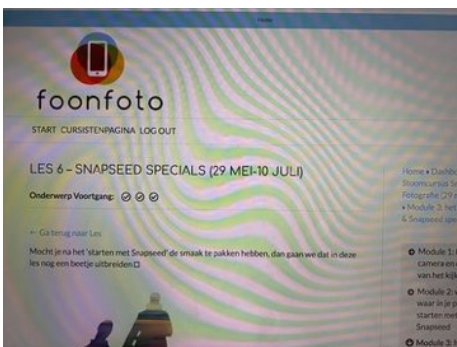 Home
foonfoto
START CURSISTENPAGINA LOG OUT
LES 6 – SNAPSEED SPECIALS (29 MEI-10 JULI)
Onderwerp Voortgang:
← Ga terug naar Les
Mocht je na het 'starten met Snapseed' de smaak te pakken hebben, dan gaan we dat in deze
les nog een beetje uitbreiden
Home • Dashb
Stoomcursus S
Fotografie (29 m
• Module 3: het
& Snapseed spe
Module 1:
camera en
van het kijk
Module 2:
waar in je p
starten met
Snapseed
Module 3: h